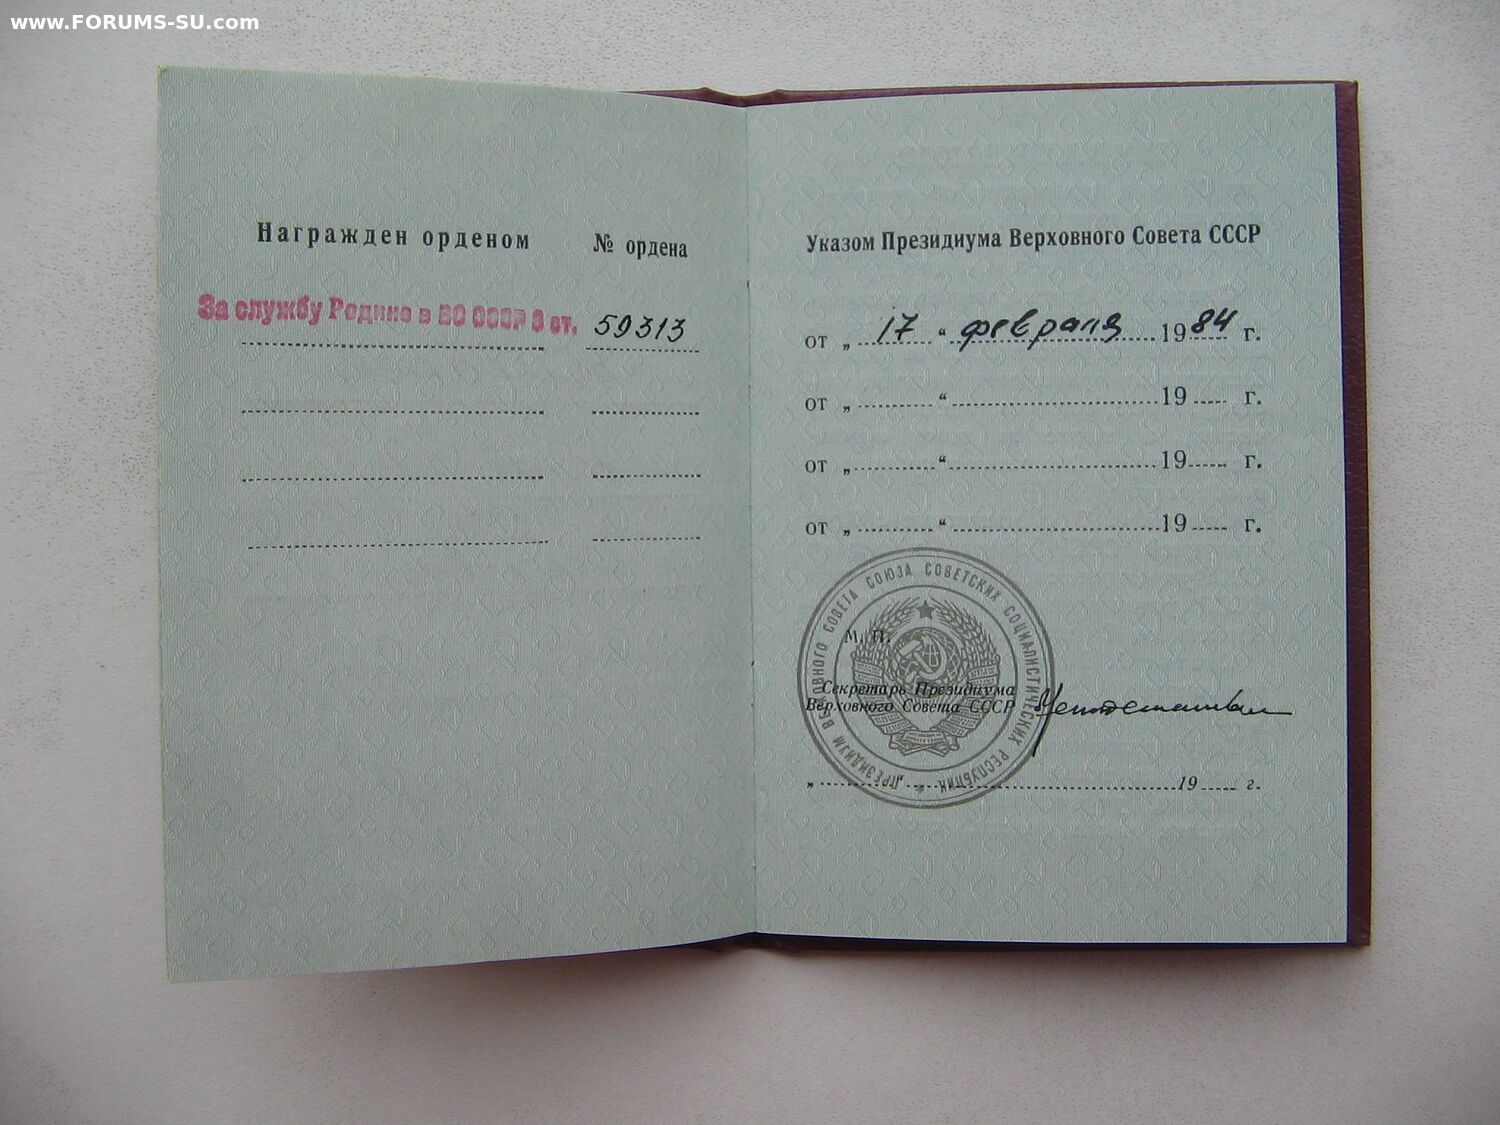 www.FORUMS-SU.com
Награжден орденом № ордена
За службу Родине в ВС СССР 3 ст. 59313
Указом Президиума Верховного Совета СССР
от „ 17 “ февраля 1984 г.
от „ “ 19 г.
от „ “ 19 г.
от „ “ 19 г.
ПРЕЗИДИУМ ВЕРХОВНОГО СОВЕТА СОЮЗА СОВЕТСКИХ СОЦИАЛИСТИЧЕСКИХ РЕСПУБЛИК
М. П.
Секретарь Президиума
Верховного Совета СССР
„ “ 19 г.